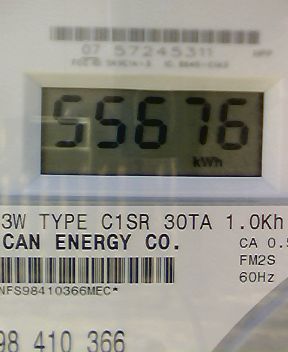 07 57245311
55676
kWh
3W TYPE C1SR 30TA 1.0Kh
CAN ENERGY CO.
CA 0.5
FM2S
60Hz
NFS98410366MEC*
98 410 366